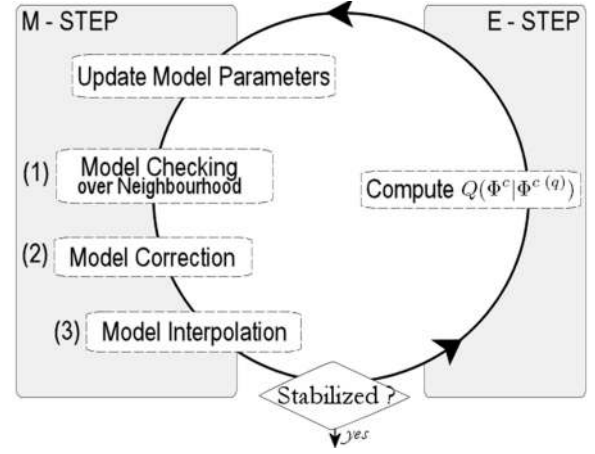 M - STEP
E - STEP
Update Model Parameters
(1) Model Checking
over Neighbourhood
Compute Q(Φ^c|Φ^c (q))
(2) Model Correction
(3) Model Interpolation
Stabilized ?
yes